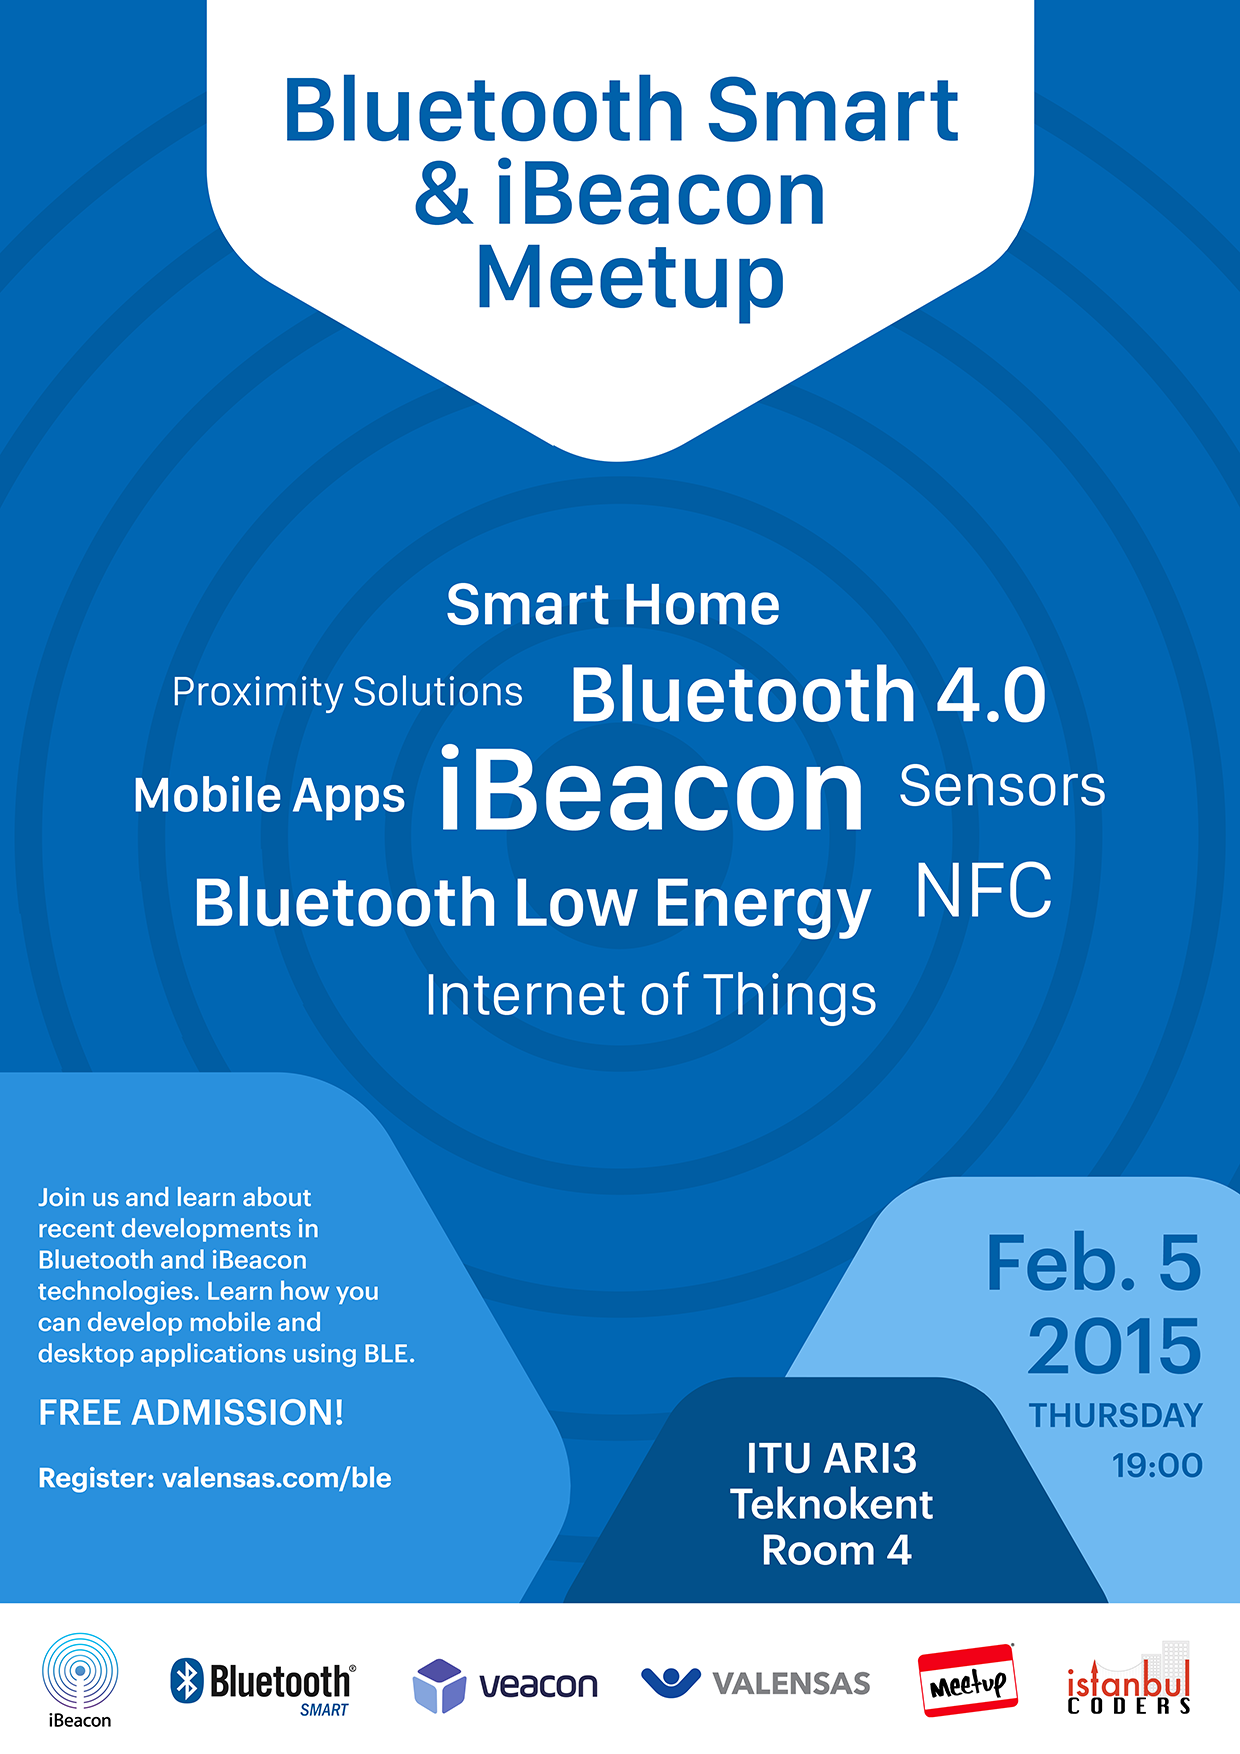 Bluetooth Smart
& iBeacon
Meetup
Smart Home
Proximity Solutions
Bluetooth 4.0
Mobile Apps
iBeacon
Sensors
Bluetooth Low Energy
NFC
Internet of Things
Join us and learn about
recent developments in
Bluetooth and iBeacon
technologies. Learn how you
can develop mobile and
desktop applications using BLE.
FREE ADMISSION!
Register: valensas.com/ble
Feb. 5
2015
THURSDAY
19:00
ITU ARI3
Teknokent
Room 4
iBeacon
Bluetooth®
SMART
veacon
VALENSAS
Meetup
istanbul
CODERS